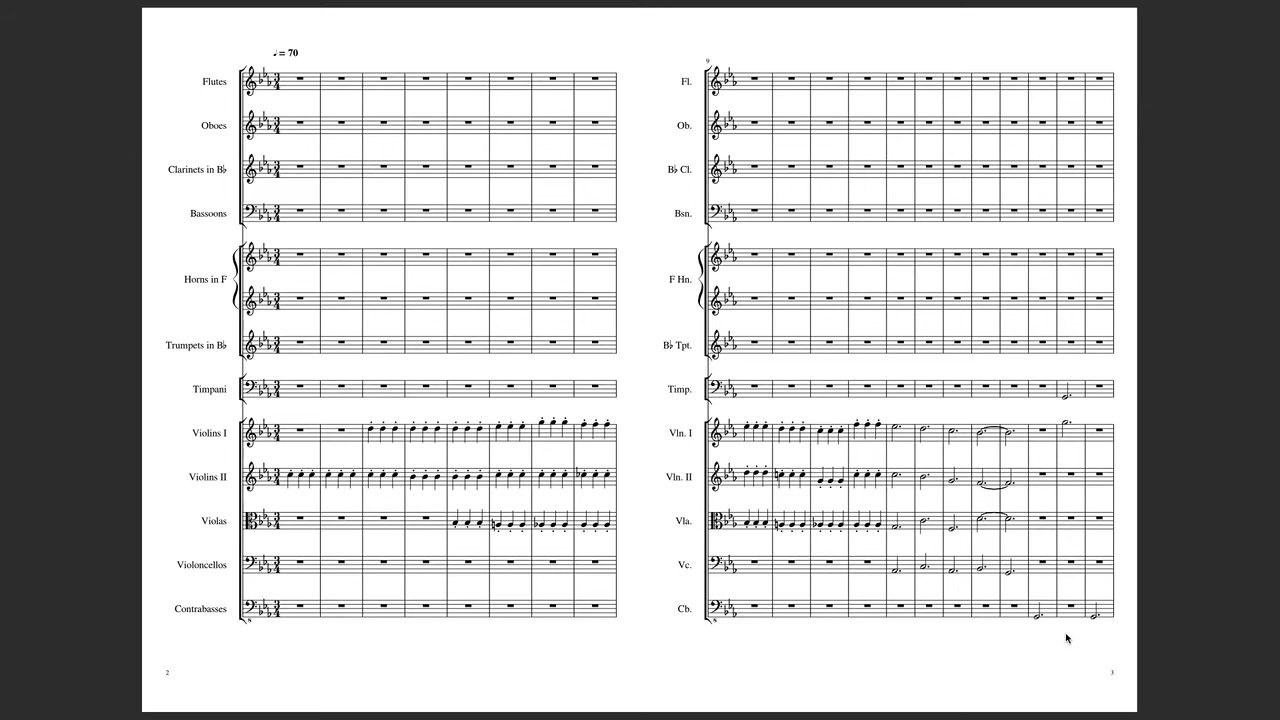 ♩ = 70
Flutes
Oboes
Clarinets in B♭
Bassoons
Horns in F
Trumpets in B♭
Timpani
Violins I
Violins II
Violas
Violoncellos
Contrabasses
2
9
Fl.
Ob.
B♭ Cl.
Bsn.
F Hn.
B♭ Tpt.
Timp.
Vln. I
Vln. II
Vla.
Vc.
Cb.
3